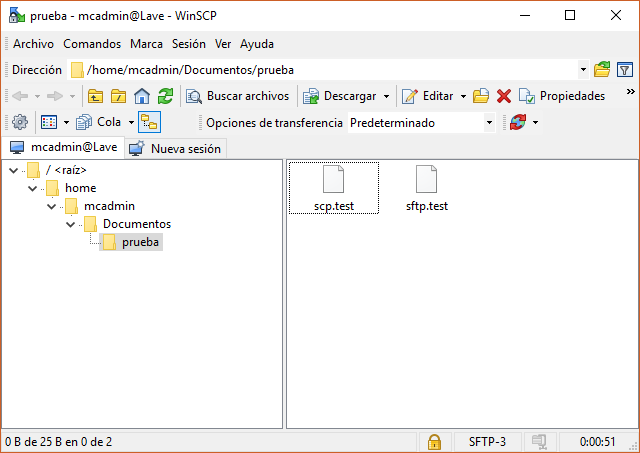 prueba - mcadmin@Lave - WinSCP
Archivo Comandos Marca Sesión Ver Ayuda
Dirección /home/mcadmin/Documentos/prueba
Buscar archivos Descargar Editar Propiedades »
Cola Opciones de transferencia Predeterminado
mcadmin@Lave Nueva sesión
/ <raíz>
home
mcadmin
Documentos
prueba
scp.test sftp.test
0 B de 25 B en 0 de 2 SFTP-3 0:00:51